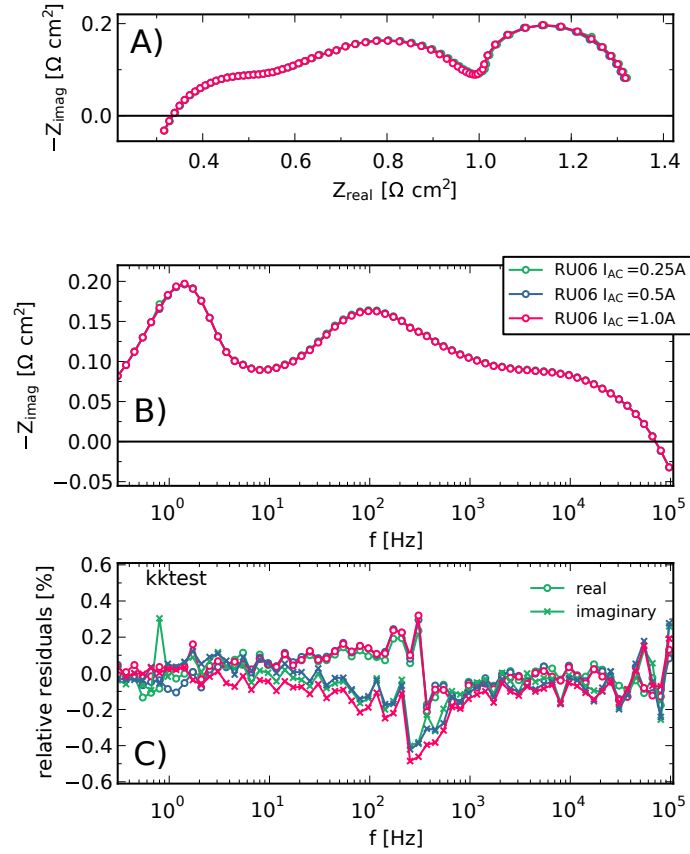 A)
−Z_imag [Ω cm²]
0.2
0.0
0.4 0.6 0.8 1.0 1.2 1.4
Z_real [Ω cm²]
B)
−Z_imag [Ω cm²]
0.20
0.15
0.10
0.05
0.00
−0.05
RU06 I_AC=0.25A
RU06 I_AC=0.5A
RU06 I_AC=1.0A
10⁰ 10¹ 10² 10³ 10⁴ 10⁵
f [Hz]
C)
relative residuals [%]
kktest
real
imaginary
0.6
0.4
0.2
0.0
−0.2
−0.4
−0.6
10⁰ 10¹ 10² 10³ 10⁴ 10⁵
f [Hz]